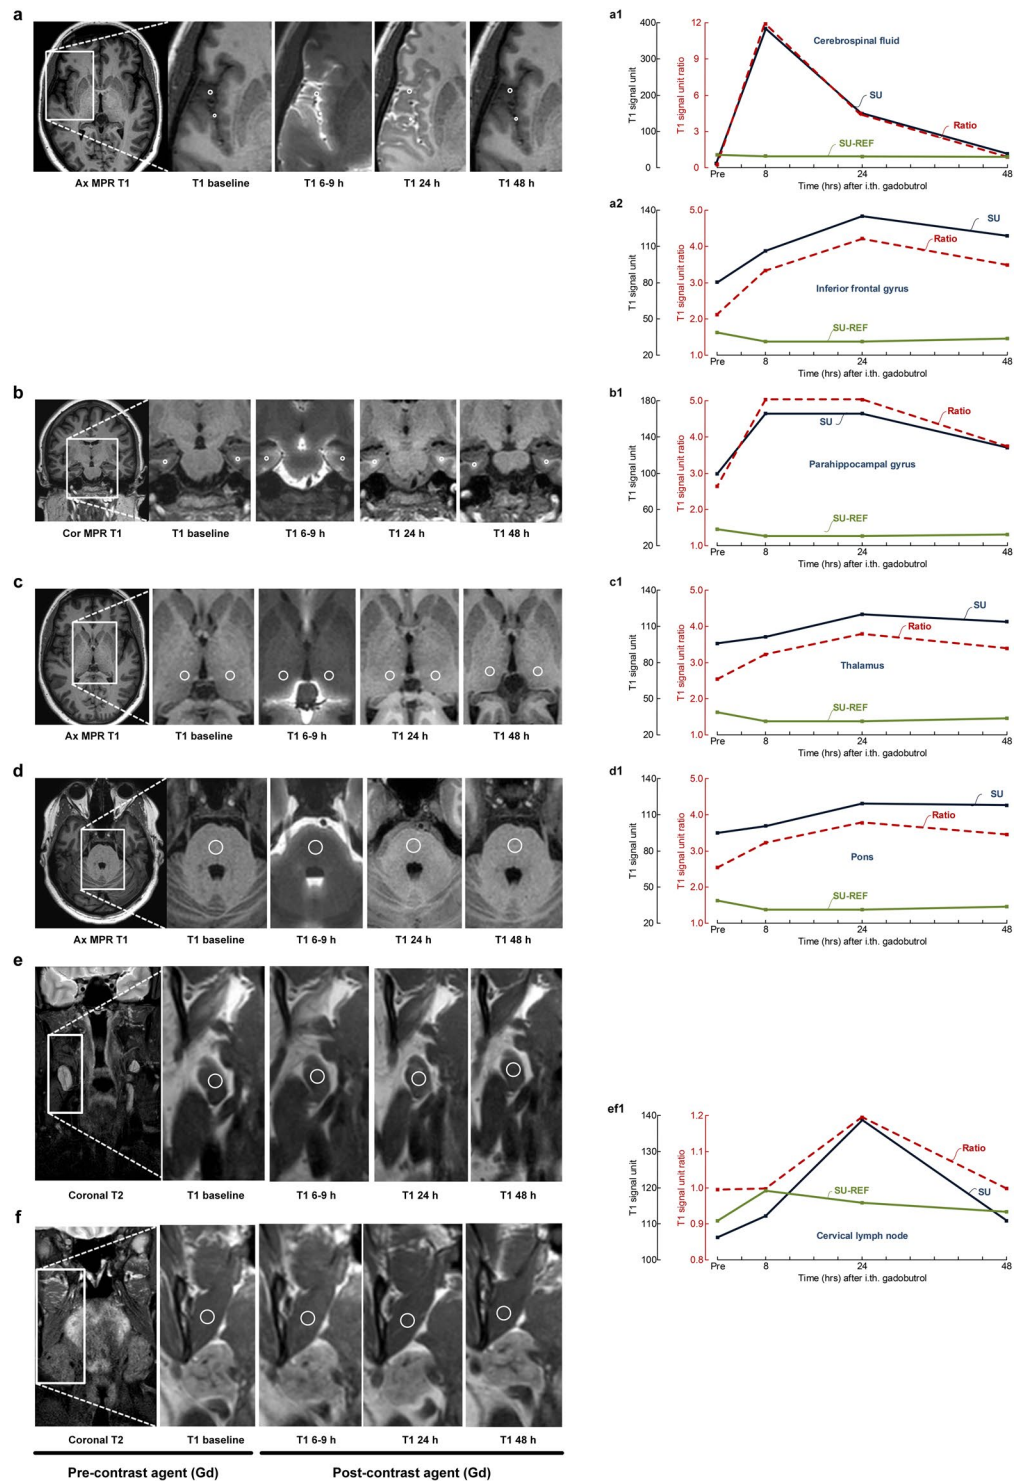 a
Ax MPR T1 T1 baseline T1 6-9 h T1 24 h T1 48 h
a1
T1 signal unit
400
300
200
100
0
T1 signal unit ratio
12
9
6
3
0
Cerebrospinal fluid
SU
Ratio
SU-REF
Pre 8 24 48
Time (hrs) after i.th. gadobutrol
a2
T1 signal unit
140
110
80
50
20
T1 signal unit ratio
5.0
4.0
3.0
2.0
1.0
SU
Ratio
Inferior frontal gyrus
SU-REF
Pre 8 24 48
Time (hrs) after i.th. gadobutrol
b
Cor MPR T1 T1 baseline T1 6-9 h T1 24 h T1 48 h
b1
T1 signal unit
180
140
100
60
20
T1 signal unit ratio
5.0
4.0
3.0
2.0
1.0
Ratio
SU
Parahippocampal gyrus
SU-REF
Pre 8 24 48
Time (hrs) after i.th. gadobutrol
c
Ax MPR T1 T1 baseline T1 6-9 h T1 24 h T1 48 h
c1
T1 signal unit
140
110
80
50
20
T1 signal unit ratio
5.0
4.0
3.0
2.0
1.0
SU
Ratio
Thalamus
SU-REF
Pre 8 24 48
Time (hrs) after i.th. gadobutrol
d
Ax MPR T1 T1 baseline T1 6-9 h T1 24 h T1 48 h
d1
T1 signal unit
140
110
80
50
20
T1 signal unit ratio
5.0
4.0
3.0
2.0
1.0
SU
Ratio
Pons
SU-REF
Pre 8 24 48
Time (hrs) after i.th. gadobutrol
e
Coronal T2 T1 baseline T1 6-9 h T1 24 h T1 48 h
ef1
T1 signal unit
140
130
120
110
100
T1 signal unit ratio
1.2
1.1
1.0
0.9
0.8
Ratio
SU-REF
SU
Cervical lymph node
Pre 8 24 48
Time (hrs) after i.th. gadobutrol
f
Coronal T2 T1 baseline T1 6-9 h T1 24 h T1 48 h
Pre-contrast agent (Gd) Post-contrast agent (Gd)